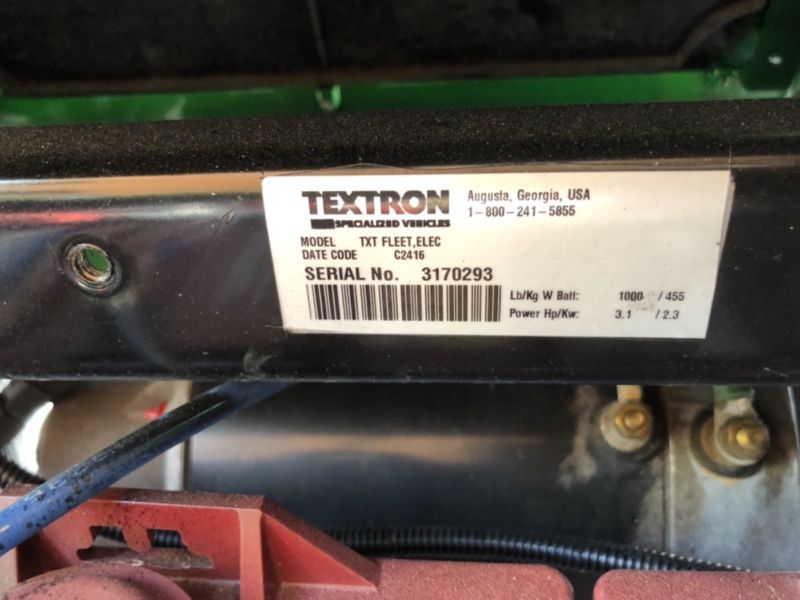 TEXTRON
SPECIALIZED VEHICLES
Augusta, Georgia, USA
1-800-241-5855
MODEL TXT FLEET,ELEC
DATE CODE C2416
SERIAL No. 3170293
Lb/Kg W Batt: 1000 / 455
Power Hp/Kw: 3.1 / 2.3